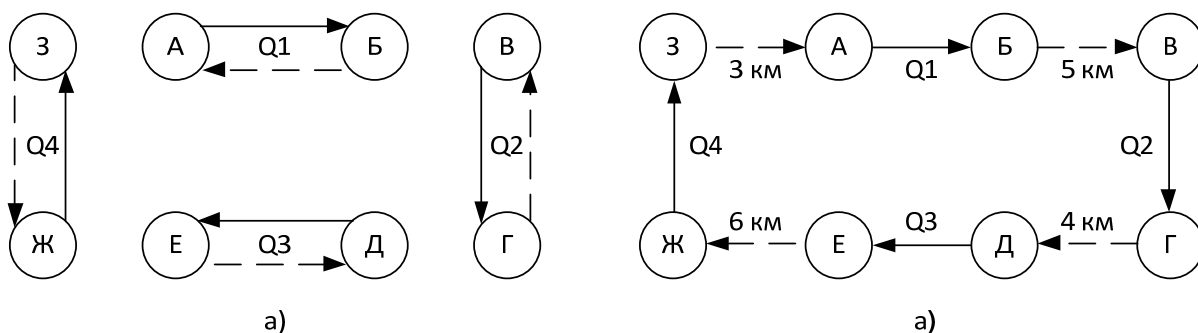 З А Б В З А Б В
Q1 3 км Q1 5 км
Q4 Q2 Q4 Q2
Q3 6 км Q3 4 км
Ж Е Д Г Ж Е Д Г
а) а)